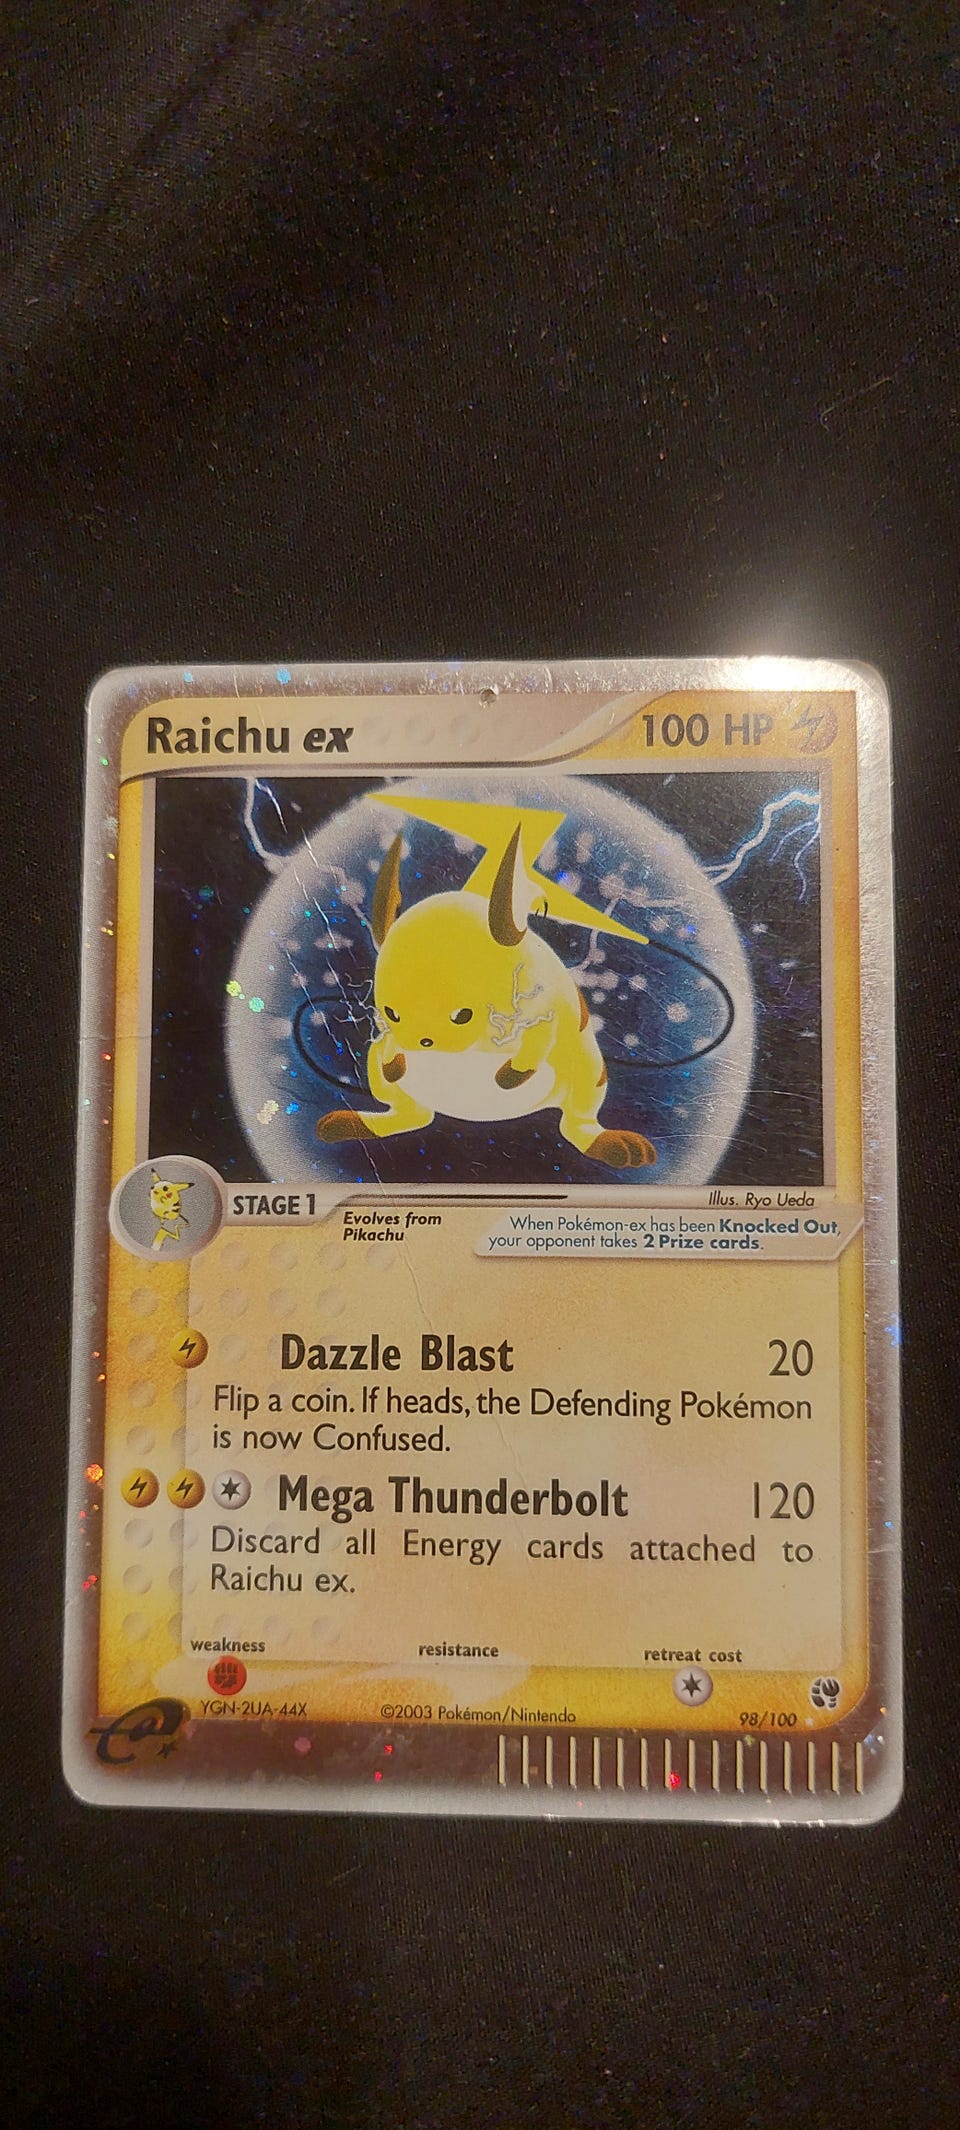 Raichu ex
100 HP
Illus. Ryo Ueda
STAGE 1
Evolves from
Pikachu
When Pokémon-ex has been Knocked Out,
your opponent takes 2 Prize cards.
Dazzle Blast 20
Flip a coin. If heads, the Defending Pokémon
is now Confused.
Mega Thunderbolt 120
Discard all Energy cards attached to
Raichu ex.
weakness resistance retreat cost
YGN-2UA-44X ©2003 Pokémon/Nintendo 98/100
e